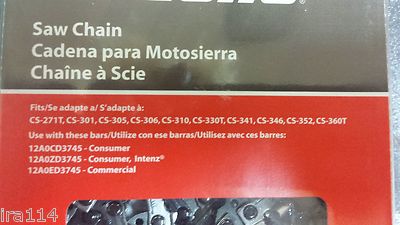 Saw Chain
Cadena para Motosierra
Chaîne à Scie
Fits/Se adapte a/ S'adapte à:
CS-271T, CS-301, CS-305, CS-306, CS-310, CS-330T, CS-341, CS-346, CS-352, CS-360T
Use with these bars/Utilize con ese barras/Utilisez avec ces barres:
12A0CD3745 - Consumer
12A0ZD3745 - Consumer, Intenz®
12A0ED3745 - Commercial
ira114